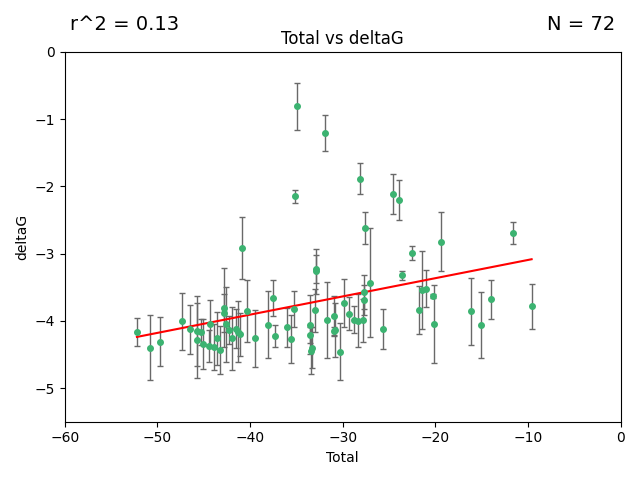 r^2 = 0.13
N = 72
Total vs deltaG
deltaG
0
−1
−2
−3
−4
−5
−60
−50
−40
−30
−20
−10
0
Total